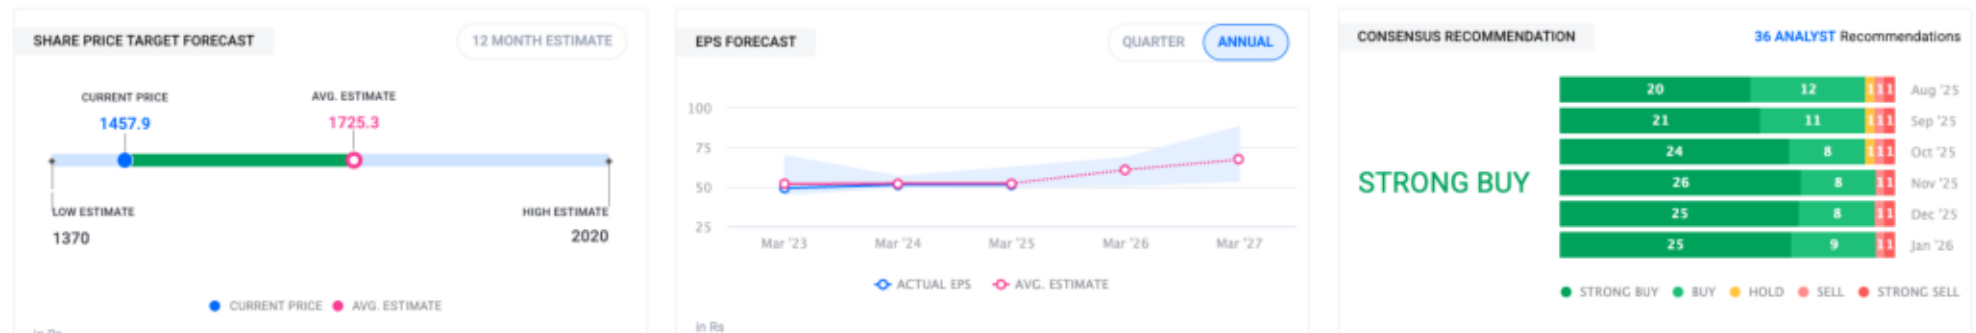 SHARE PRICE TARGET FORECAST
12 MONTH ESTIMATE
CURRENT PRICE
1457.9
AVG. ESTIMATE
1725.3
LOW ESTIMATE
1370
HIGH ESTIMATE
2020
CURRENT PRICE AVG. ESTIMATE
in Rs
EPS FORECAST
QUARTER ANNUAL
100
75
50
25
Mar '23 Mar '24 Mar '25 Mar '26 Mar '27
ACTUAL EPS AVG. ESTIMATE
in Rs
CONSENSUS RECOMMENDATION
36 ANALYST Recommendations
STRONG BUY
20 12 1 1 1 Aug '25
21 11 1 1 1 Sep '25
24 8 1 1 1 Oct '25
26 8 1 1 Nov '25
25 8 1 1 Dec '25
25 9 1 1 Jan '26
STRONG BUY BUY HOLD SELL STRONG SELL